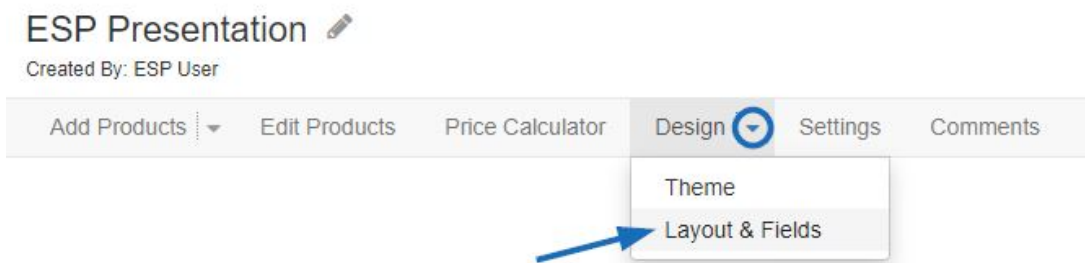 ESP Presentation
Created By: ESP User
Add Products Edit Products Price Calculator Design Settings Comments
Theme
Layout & Fields